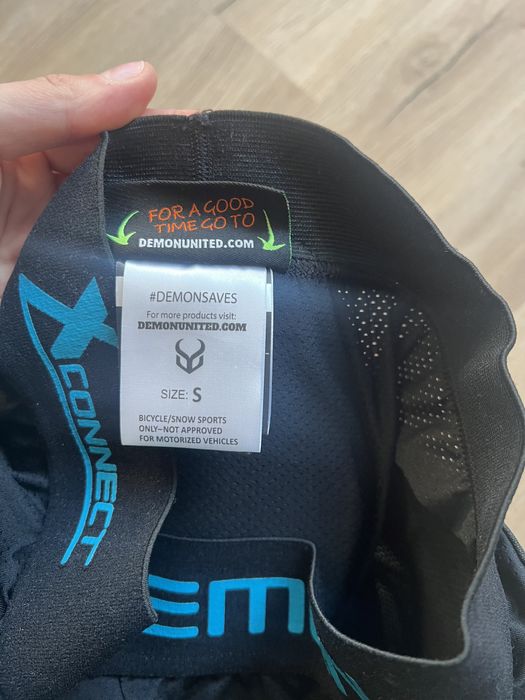 FOR A GOOD
TIME GO TO
DEMONUNITED.COM
#DEMONSAVES
For more products visit:
DEMONUNITED.COM
SIZE: S
BICYCLE/SNOW SPORTS
ONLY–NOT APPROVED
FOR MOTORIZED VEHICLES
X CONNECT